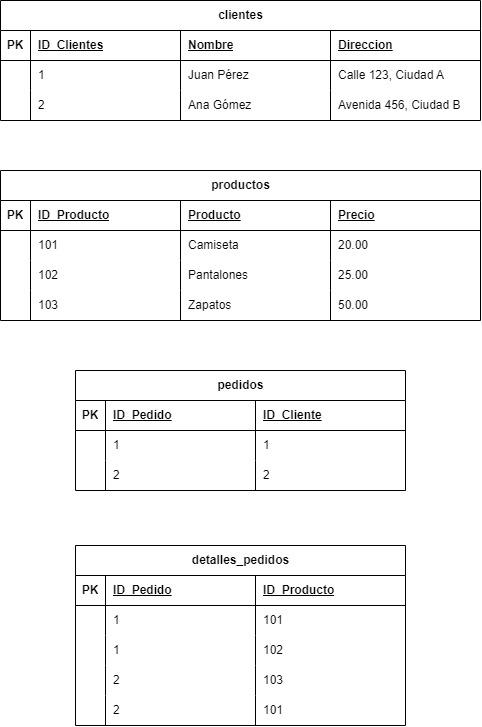 clientes
PK ID_Clientes Nombre Direccion
1 Juan Pérez Calle 123, Ciudad A
2 Ana Gómez Avenida 456, Ciudad B
productos
PK ID_Producto Producto Precio
101 Camiseta 20.00
102 Pantalones 25.00
103 Zapatos 50.00
pedidos
PK ID_Pedido ID_Cliente
1 1
2 2
detalles_pedidos
PK ID_Pedido ID_Producto
1 101
1 102
2 103
2 101